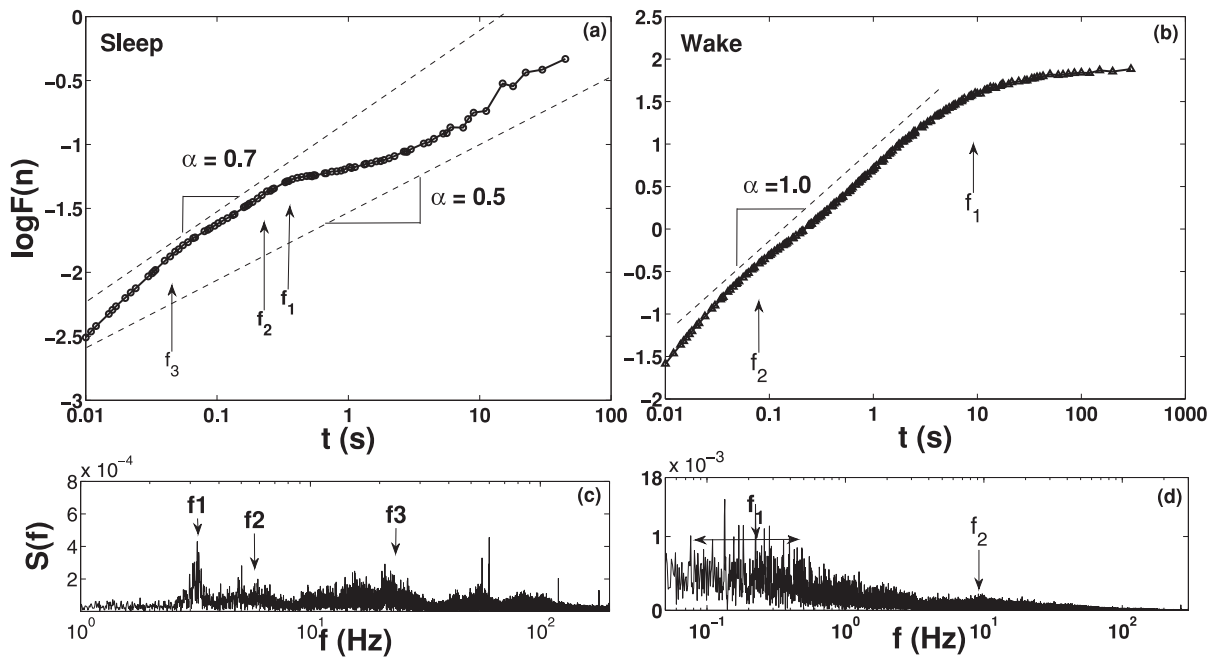 (a)
Sleep
logF(n)
0
−0.5
−1
−1.5
−2
−2.5
−3
α = 0.7
α = 0.5
f3
f2
f1
0.01 0.1 1 10 100
t (s)
(b)
Wake
2.5
2
1.5
1
0.5
0
−0.5
−1
−1.5
−2
α =1.0
f1
f2
0.01 0.1 1 10 100 1000
t (s)
(c)
x 10−4
S(f)
8
6
4
2
0
f1 f2 f3
10^0 10^1 10^2
f (Hz)
(d)
x 10−3
18
1
0
f1
f2
10−1 10^0 10^1 10^2
f (Hz)